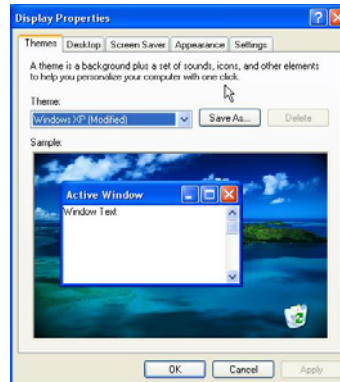 Display Properties
Themes Desktop Screen Saver Appearance Settings
A theme is a background plus a set of sounds, icons, and other elements
to help you personalize your computer with one click.
Theme:
Windows XP (Modified) Save As... Delete
Sample:
Active Window
Window Text
OK Cancel Apply